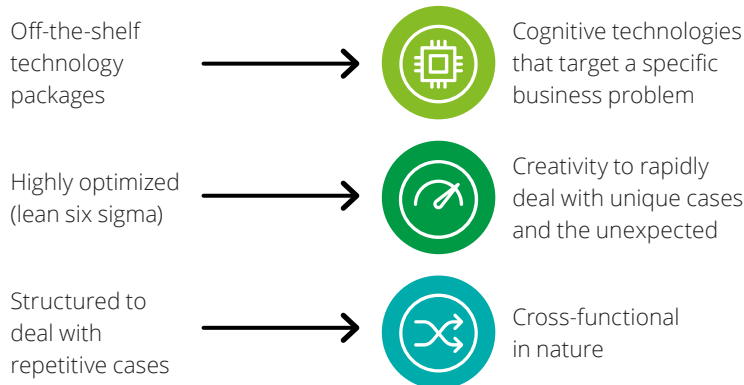 Off-the-shelf
technology
packages
Cognitive technologies
that target a specific
business problem
Highly optimized
(lean six sigma)
Creativity to rapidly
deal with unique cases
and the unexpected
Structured to
deal with
repetitive cases
Cross-functional
in nature